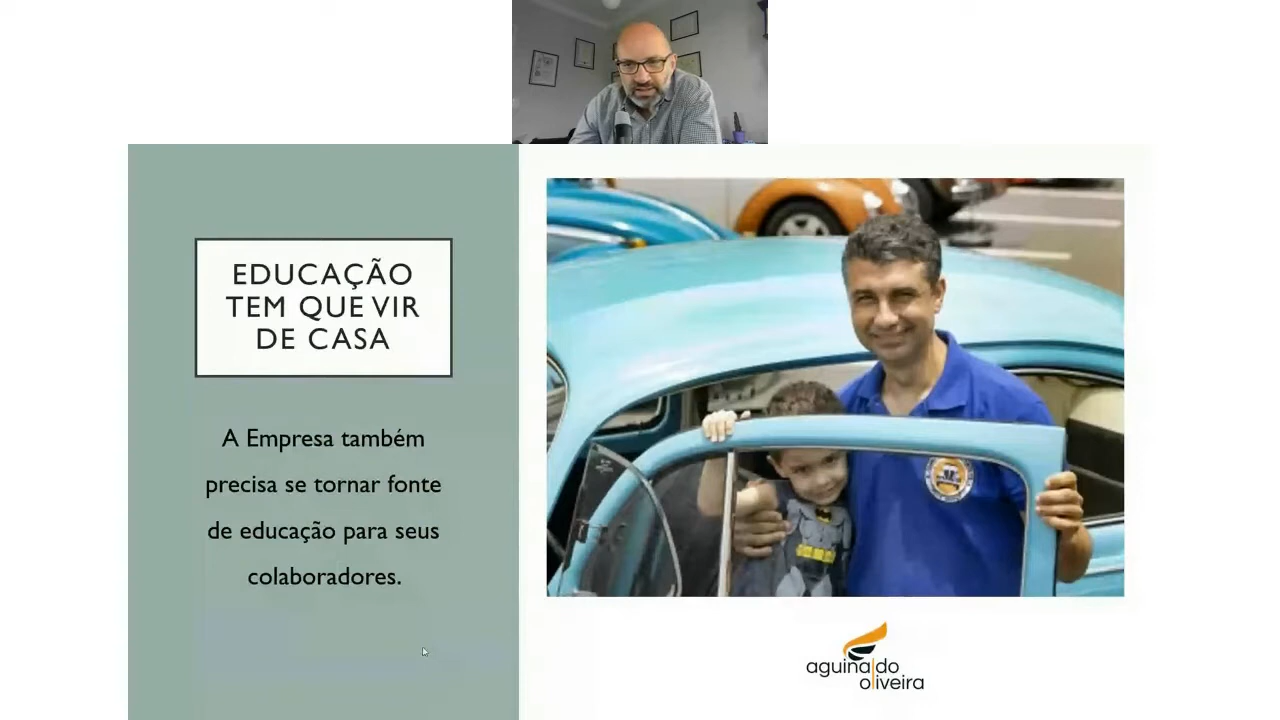 EDUCAÇÃO
TEM QUE VIR
DE CASA
A Empresa também
precisa se tornar fonte
de educação para seus
colaboradores.
aguinaldo
oliveira